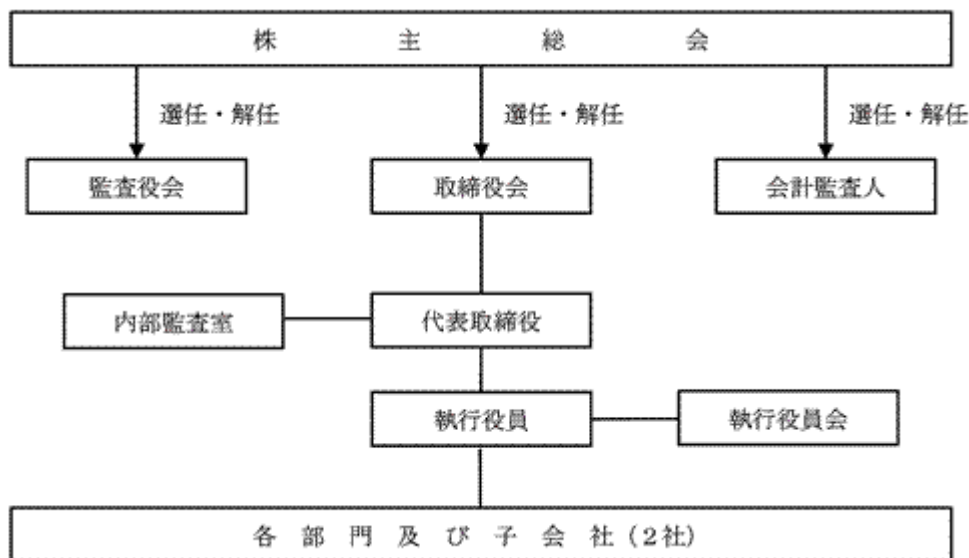 株主総会
選任・解任 選任・解任 選任・解任
監査役会 取締役会 会計監査人
内部監査室 代表取締役
執行役員 執行役員会
各部門及び子会社(2社)